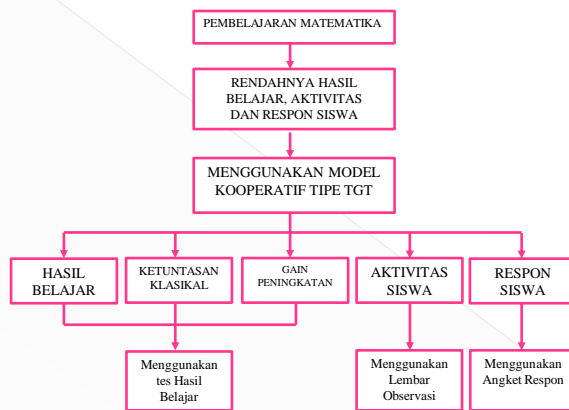 PEMBELAJARAN MATEMATIKA
RENDAHNYA HASIL
BELAJAR, AKTIVITAS
DAN RESPON SISWA
MENGGUNAKAN MODEL
KOOPERATIF TIPE TGT
HASIL
BELAJAR
KETUNTASAN
KLASIKAL
GAIN
PENINGKATAN
AKTIVITAS
SISWA
RESPON
SISWA
Menggunakan
tes Hasil
Belajar
Menggunakan
Lembar
Observasi
Menggunakan
Angket Respon